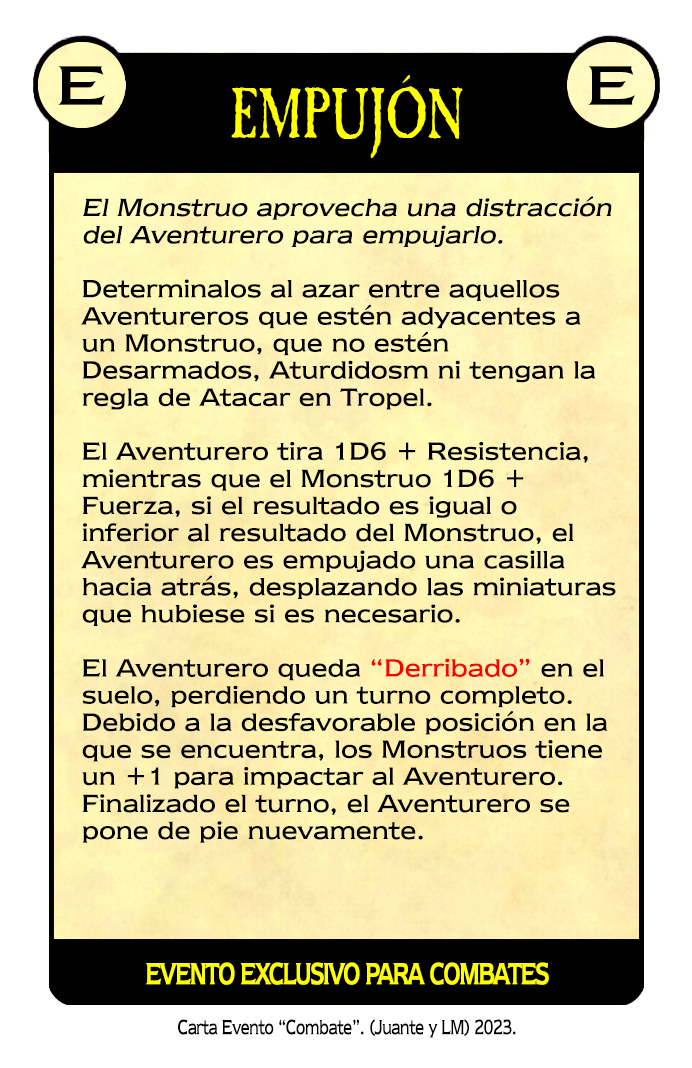 E
E
EMPUJÓN
El Monstruo aprovecha una distracción
del Aventurero para empujarlo.
Determinalos al azar entre aquellos
Aventureros que estén adyacentes a
un Monstruo, que no estén
Desarmados, Aturdidosm ni tengan la
regla de Atacar en Tropel.
El Aventurero tira 1D6 + Resistencia,
mientras que el Monstruo 1D6 +
Fuerza, si el resultado es igual o
inferior al resultado del Monstruo, el
Aventurero es empujado una casilla
hacia atrás, desplazando las miniaturas
que hubiese si es necesario.
El Aventurero queda “Derribado” en el
suelo, perdiendo un turno completo.
Debido a la desfavorable posición en la
que se encuentra, los Monstruos tiene
un +1 para impactar al Aventurero.
Finalizado el turno, el Aventurero se
pone de pie nuevamente.
EVENTO EXCLUSIVO PARA COMBATES
Carta Evento “Combate”. (Juante y LM) 2023.